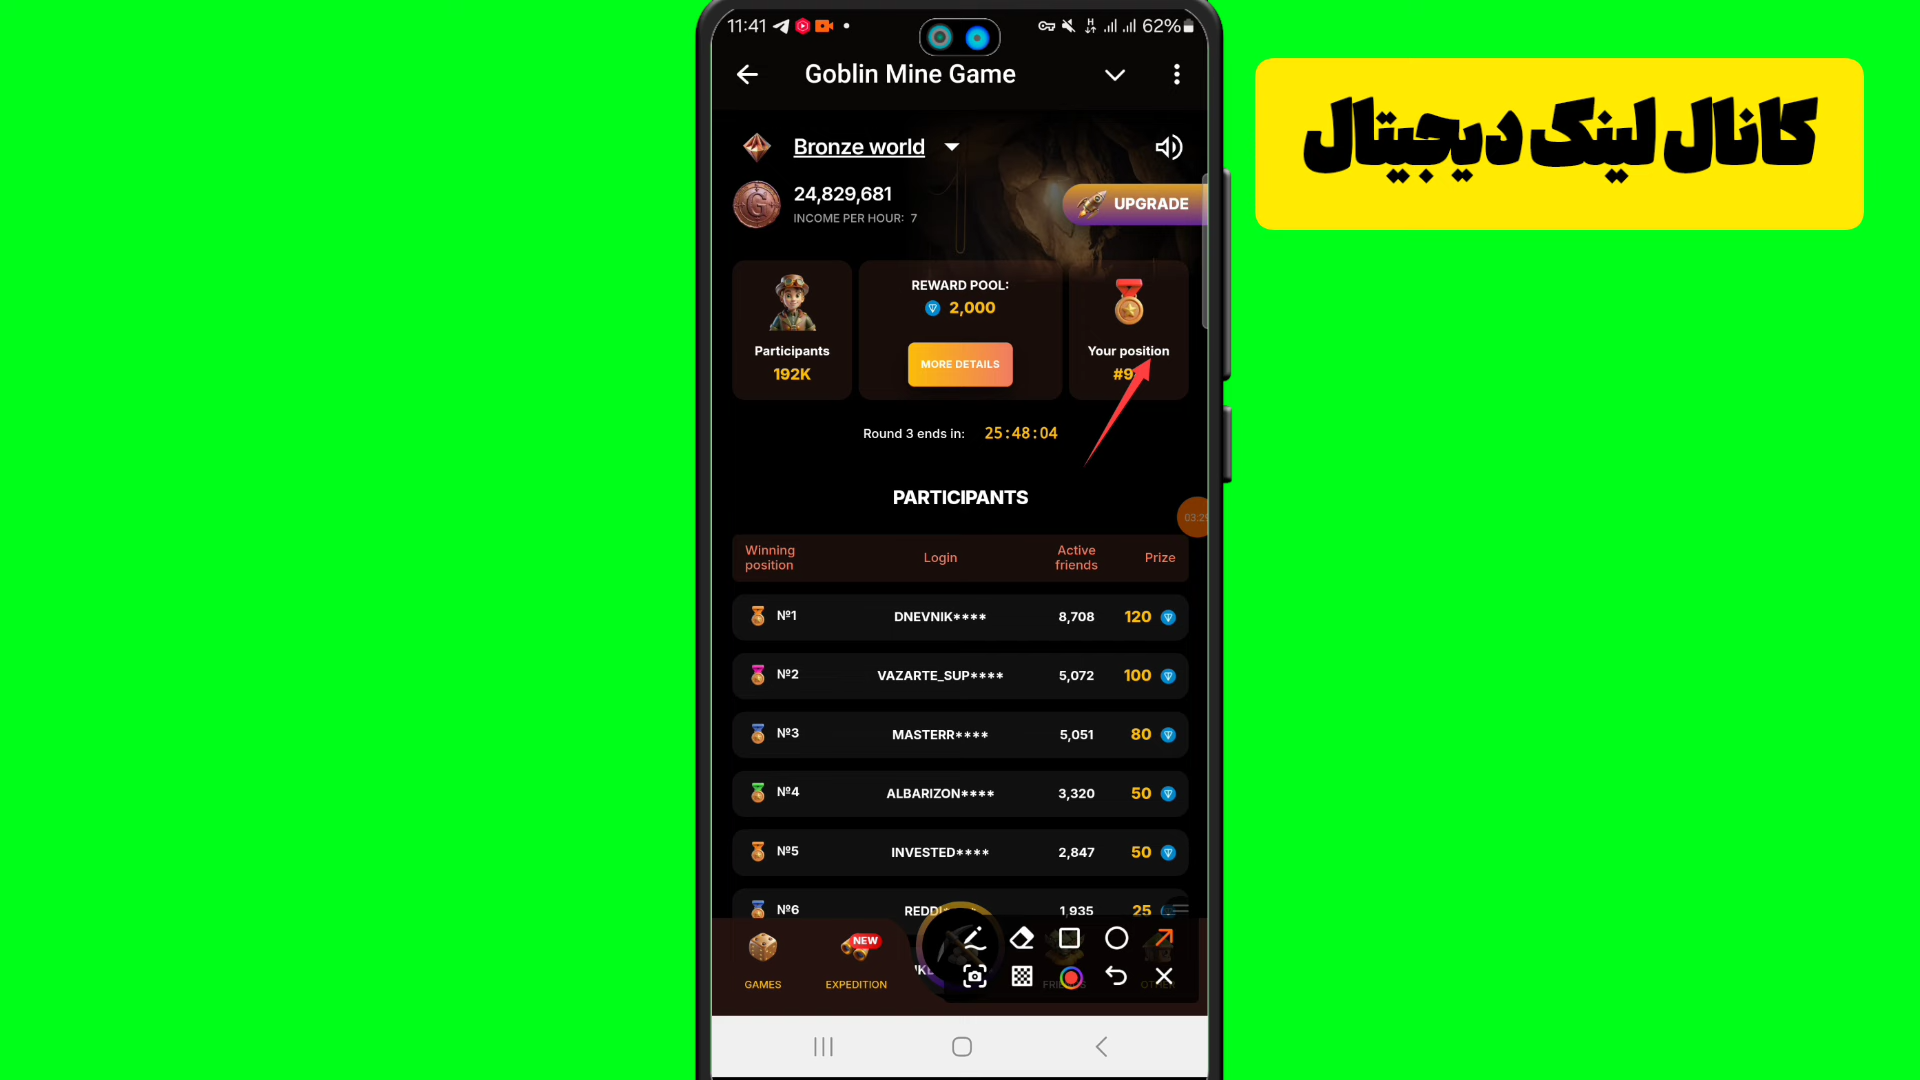 11:41
62%
Goblin Mine Game
کانال لینک دیجیتال
Bronze world
24,829,681
INCOME PER HOUR: 7
UPGRADE
REWARD POOL:
2,000
MORE DETAILS
Participants
192K
Your position
Round 3 ends in: 25:48:04
PARTICIPANTS
Winning position Login Active friends Prize
№1 DNEVNIK**** 8,708 120
№2 VAZARTE_SUP**** 5,072 100
№3 MASTERR**** 5,051 80
№4 ALBARIZON**** 3,320 50
№5 INVESTED**** 2,847 50
№6 1,935 25
NEW
GAMES EXPEDITION